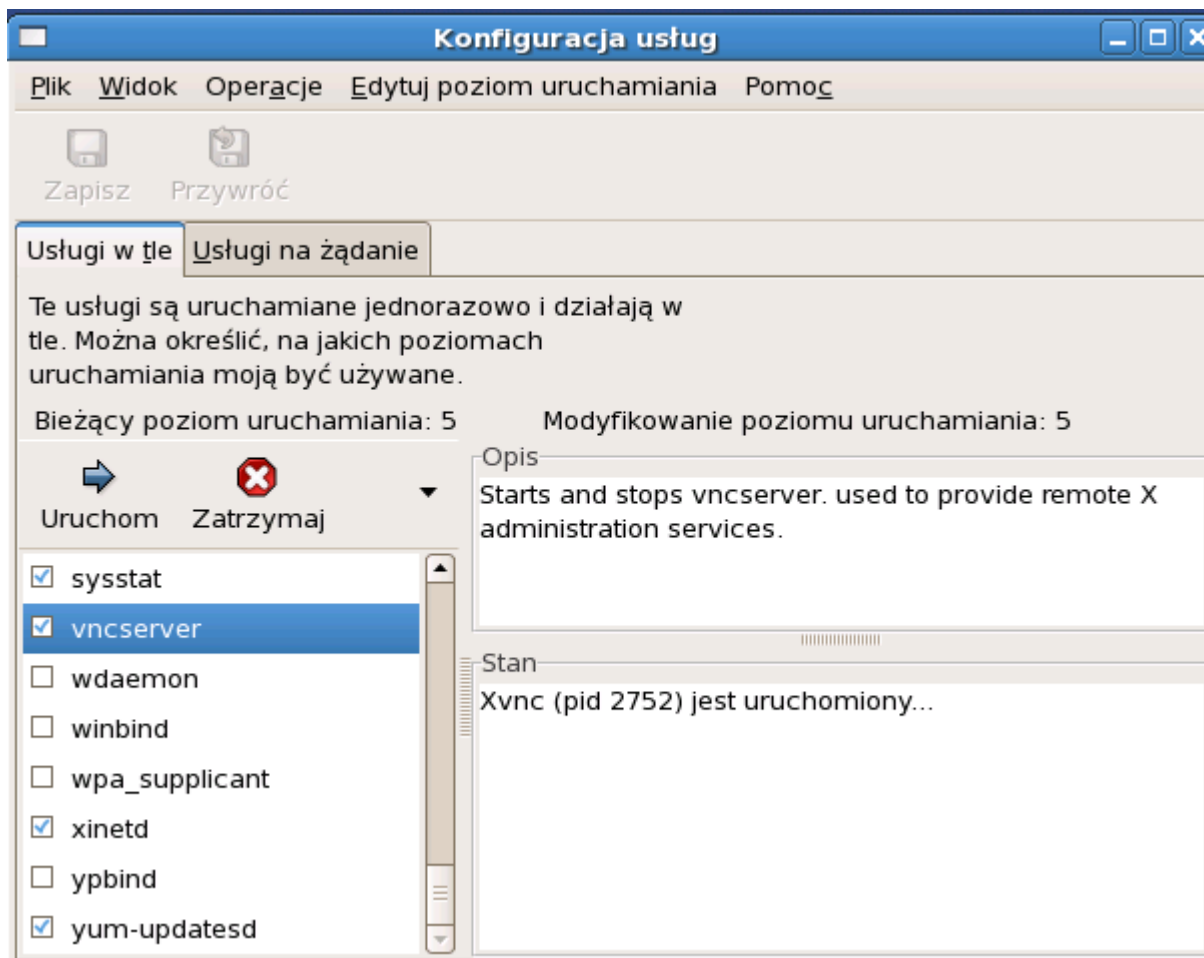 Konfiguracja usług
Plik Widok Operacje Edytuj poziom uruchamiania Pomoc
Zapisz Przywróć
Usługi w tle Usługi na żądanie
Te usługi są uruchamiane jednorazowo i działają w
tle. Można określić, na jakich poziomach
uruchamiania moją być używane.
Bieżący poziom uruchamiania: 5 Modyfikowanie poziomu uruchamiania: 5
Uruchom Zatrzymaj
sysstat
vncserver
wdaemon
winbind
wpa_supplicant
xinetd
ypbind
yum-updatesd
Opis
Starts and stops vncserver. used to provide remote X
administration services.
Stan
Xvnc (pid 2752) jest uruchomiony...